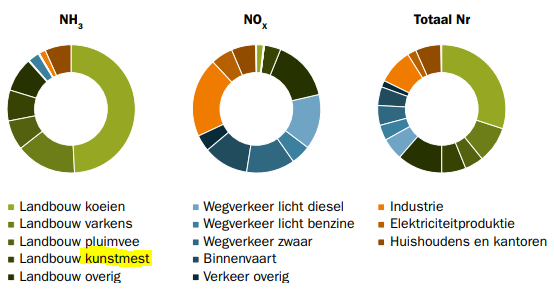 NH3
NOX
Totaal Nr
Landbouw koeien
Landbouw varkens
Landbouw pluimvee
Landbouw kunstmest
Landbouw overig
Wegverkeer licht diesel
Wegverkeer licht benzine
Wegverkeer zwaar
Binnenvaart
Verkeer overig
Industrie
Elektriciteitproduktie
Huishoudens en kantoren